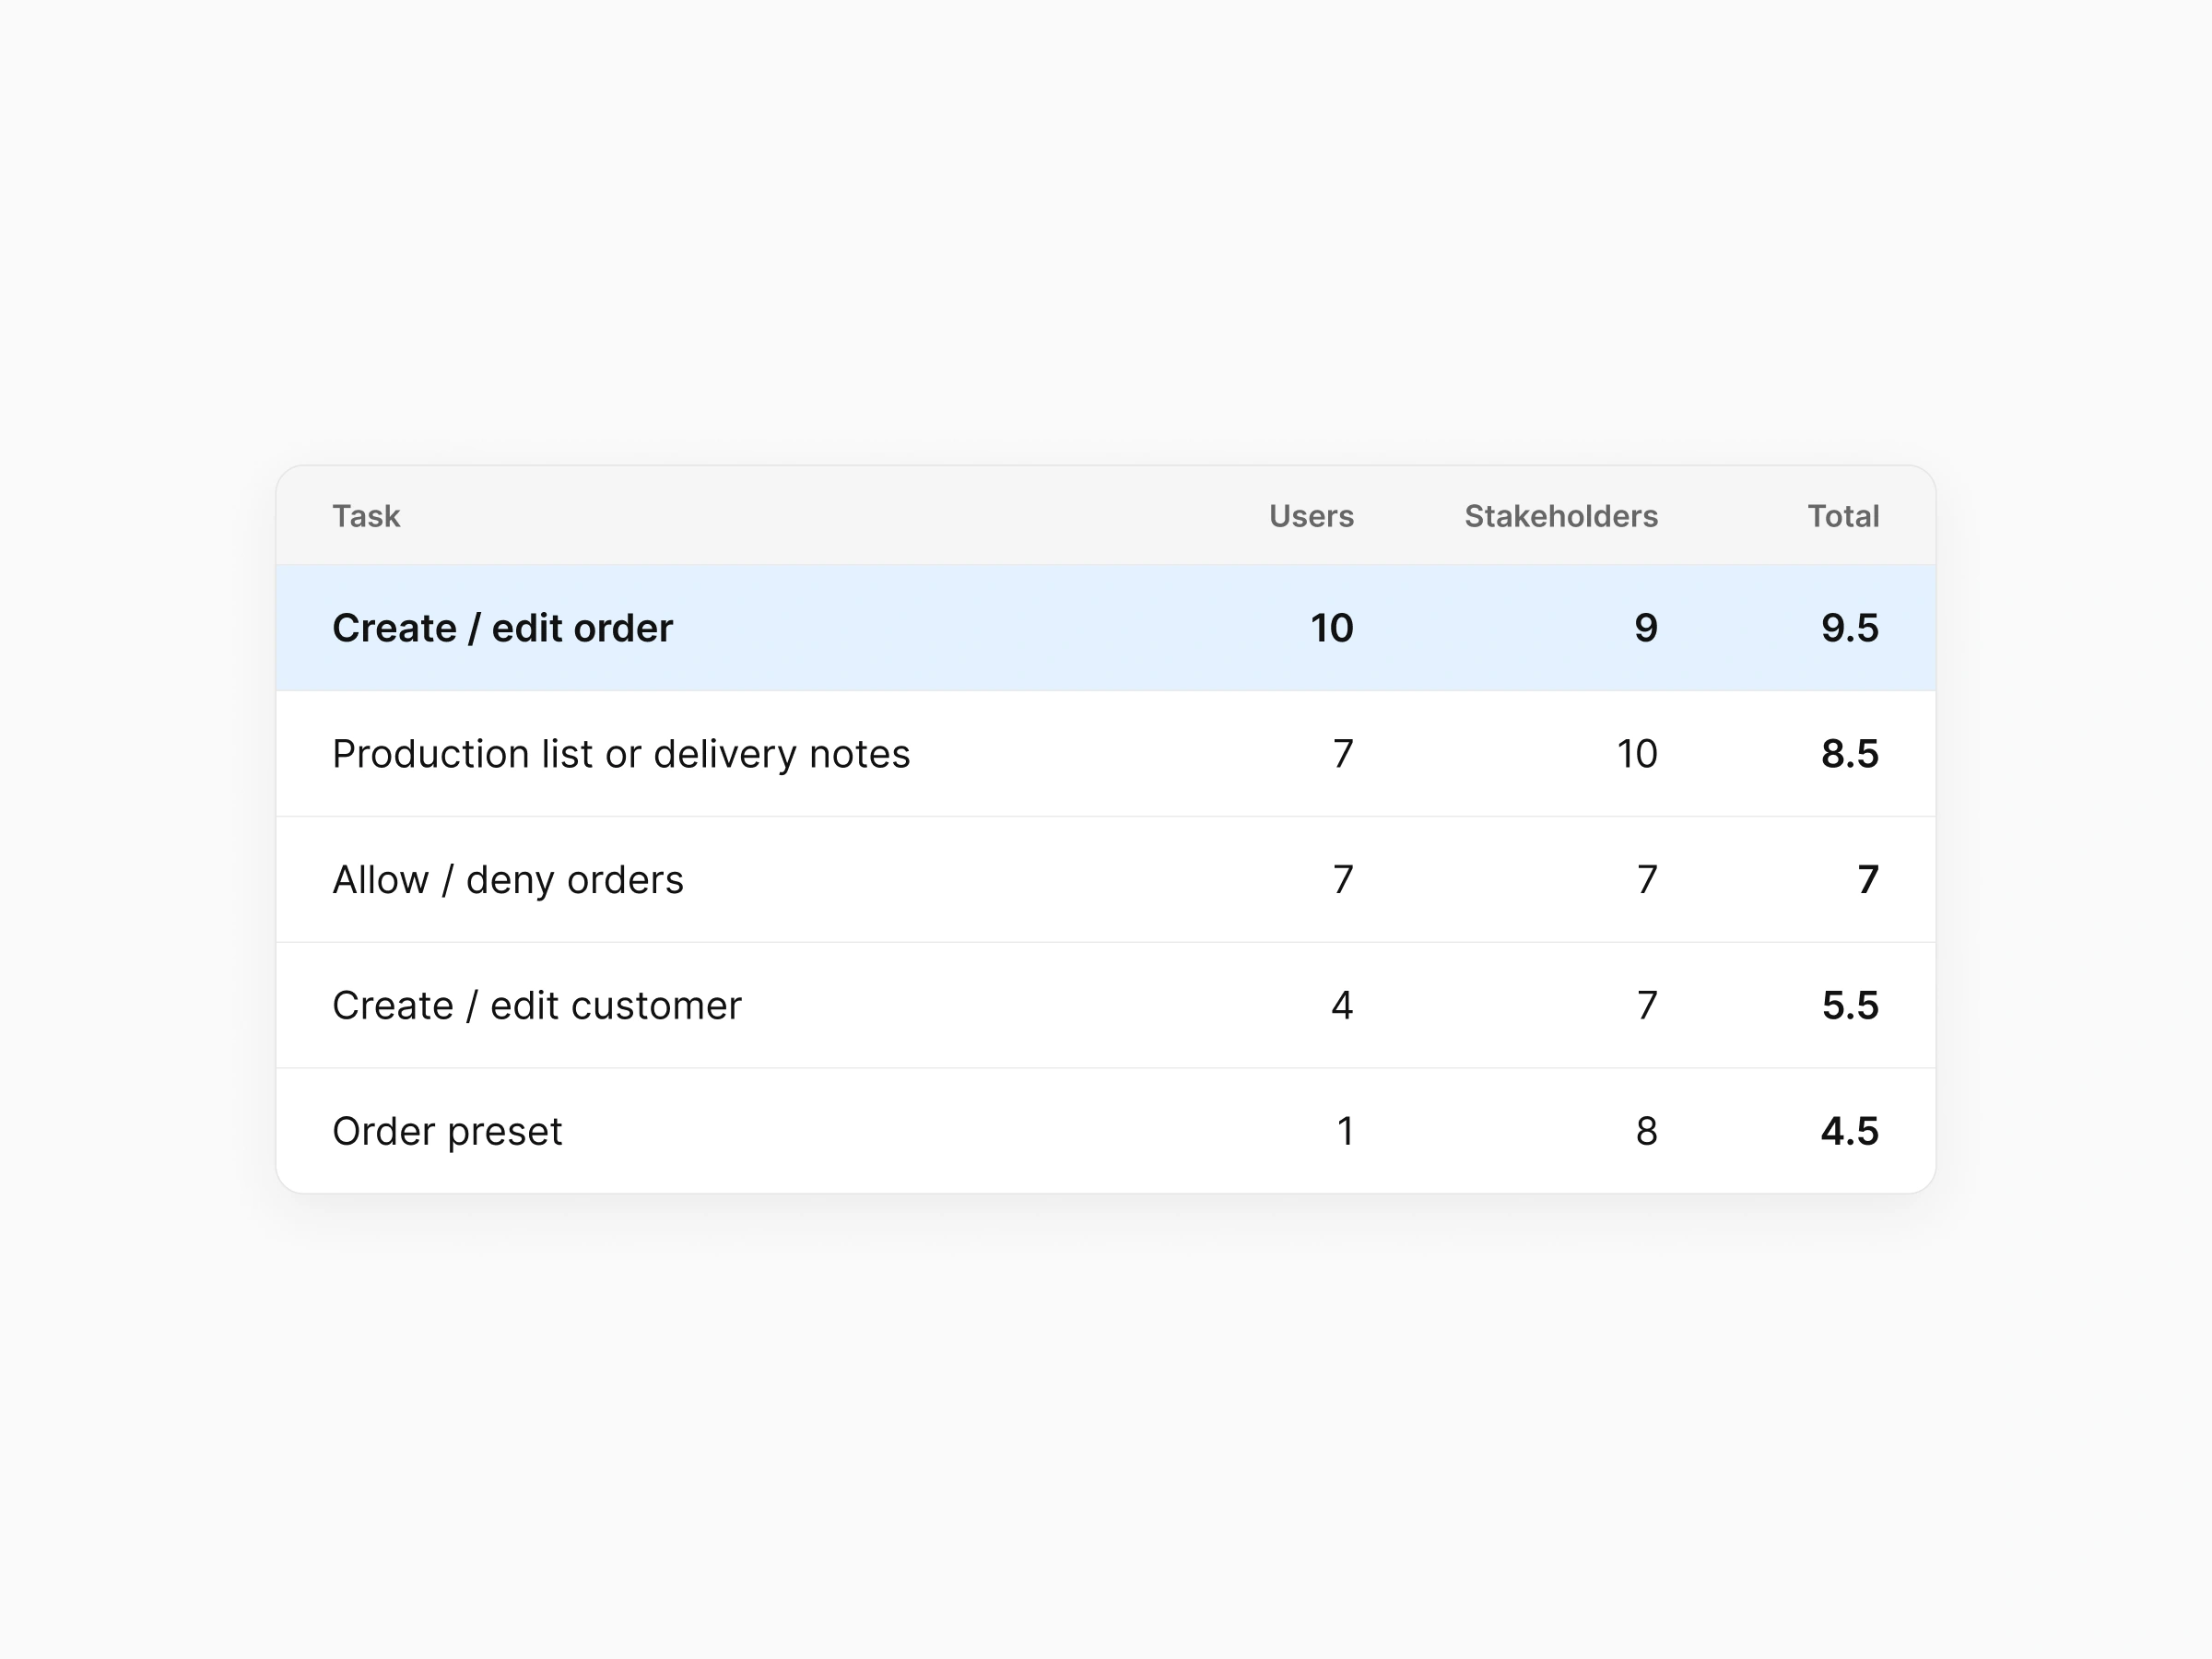 Task Users Stakeholders Total
Create / edit order 10 9 9.5
Production list or delivery notes 7 10 8.5
Allow / deny orders 7 7 7
Create / edit customer 4 7 5.5
Order preset 1 8 4.5